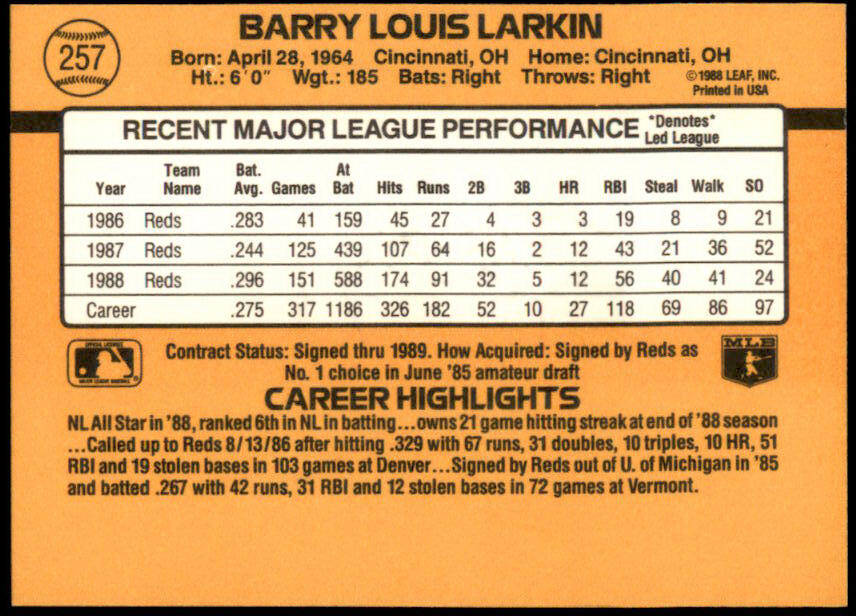 257
BARRY LOUIS LARKIN
Born: April 28, 1964 Cincinnati, OH Home: Cincinnati, OH
Ht.: 6'0" Wgt.: 185 Bats: Right Throws: Right
©1988 LEAF, INC.
Printed in USA
RECENT MAJOR LEAGUE PERFORMANCE
*Denotes*
Led League
Year Team Name Bat. Avg. Games At Bat Hits Runs 2B 3B HR RBI Steal Walk SO
1986 Reds .283 41 159 45 27 4 3 3 19 8 9 21
1987 Reds .244 125 439 107 64 16 2 12 43 21 36 52
1988 Reds .296 151 588 174 91 32 5 12 56 40 41 24
Career .275 317 1186 326 182 52 10 27 118 69 86 97
OFFICIAL LICENSEE
MAJOR LEAGUE BASEBALL
Contract Status: Signed thru 1989. How Acquired: Signed by Reds as
No. 1 choice in June '85 amateur draft
MLB
CAREER HIGHLIGHTS
NL All Star in '88, ranked 6th in NL in batting...owns 21 game hitting streak at end of '88 season
...Called up to Reds 8/13/86 after hitting .329 with 67 runs, 31 doubles, 10 triples, 10 HR, 51
RBI and 19 stolen bases in 103 games at Denver...Signed by Reds out of U. of Michigan in '85
and batted .267 with 42 runs, 31 RBI and 12 stolen bases in 72 games at Vermont.